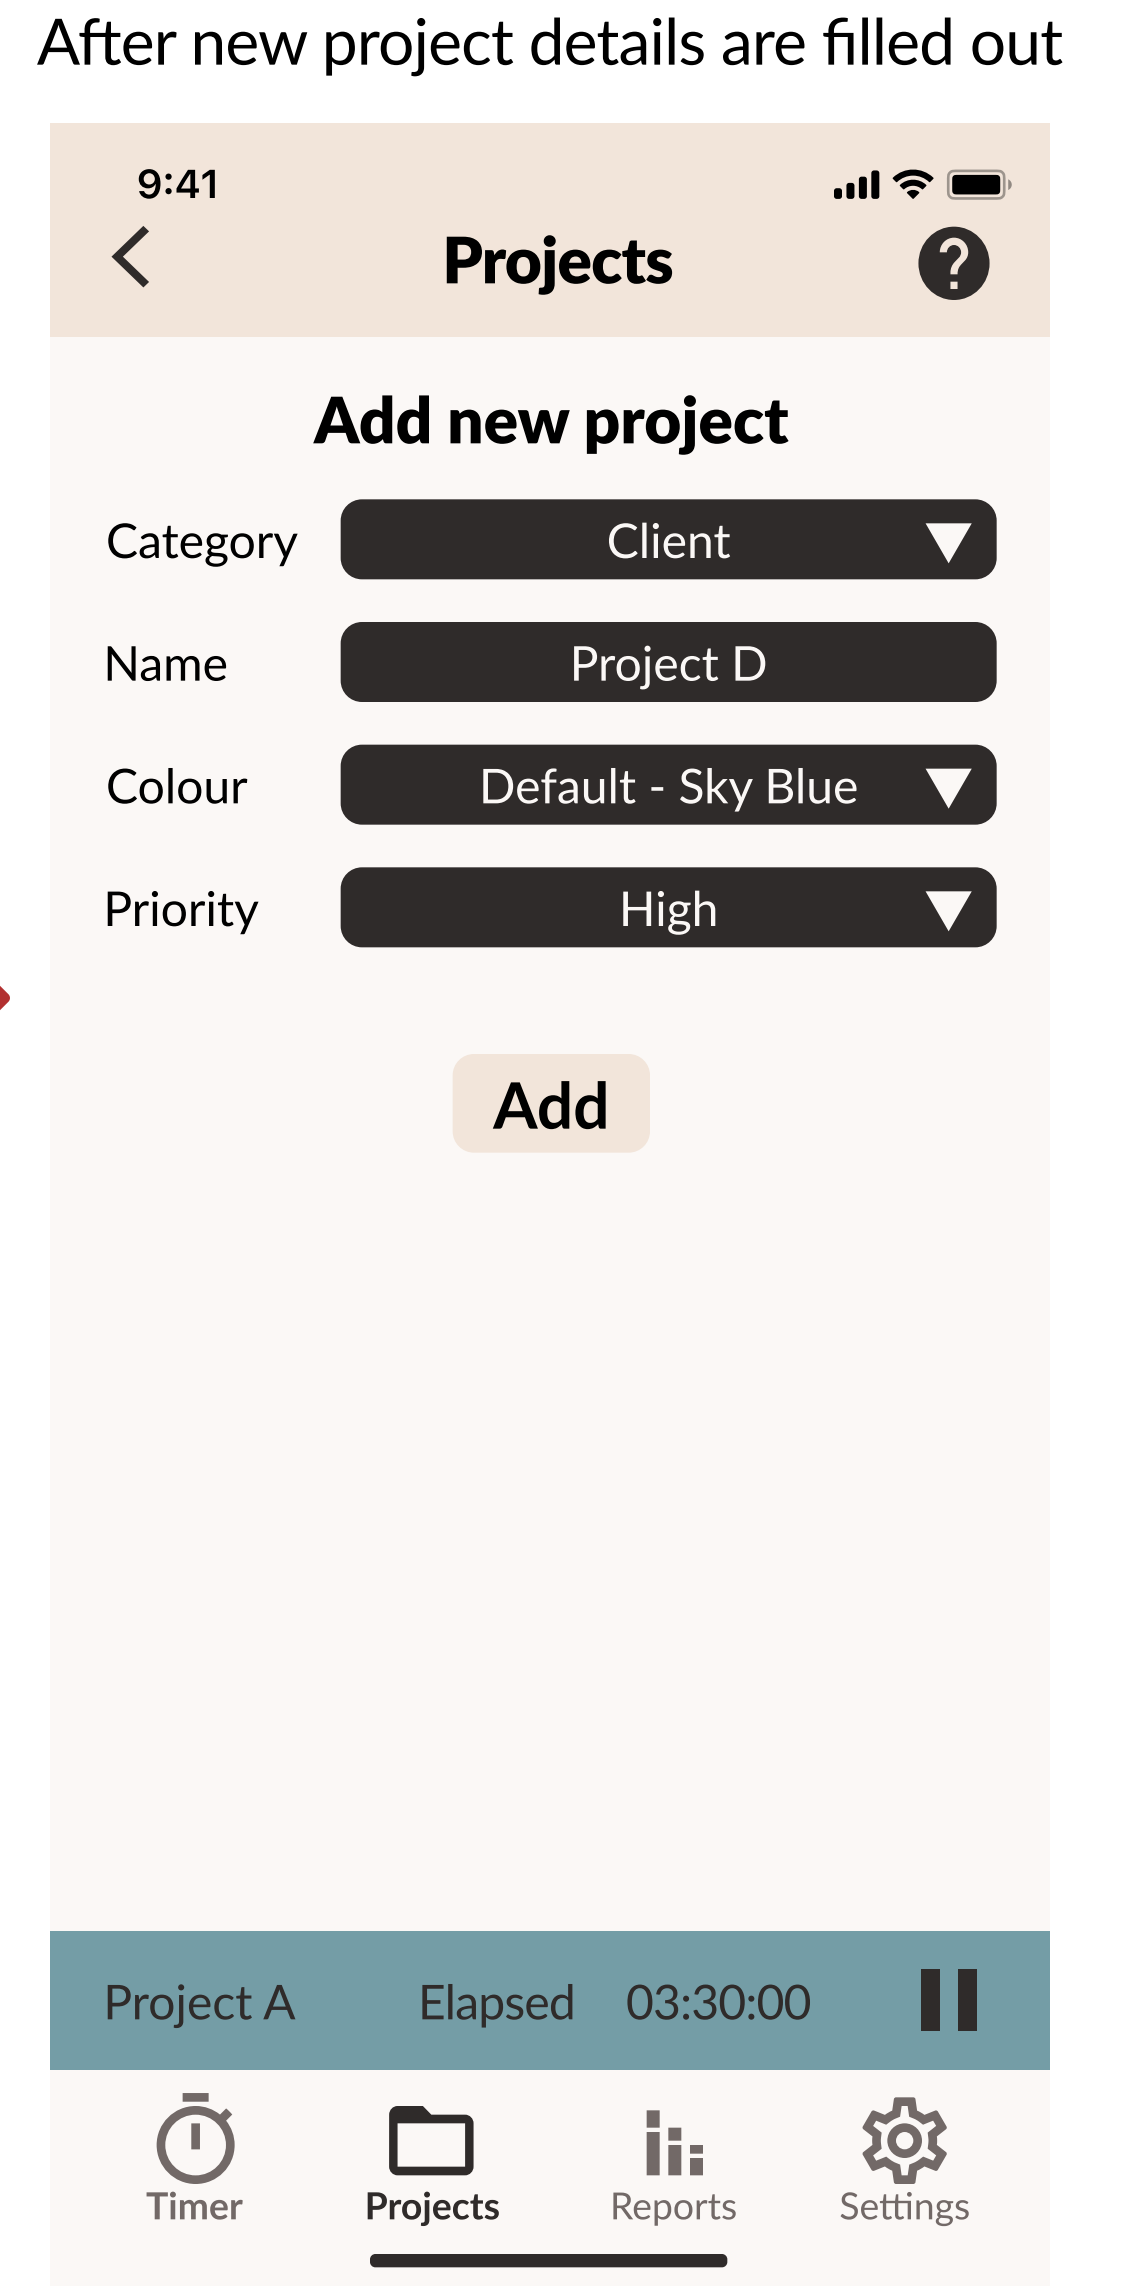 After new project details are filled out
9:41
Projects
?
Add new project
Category Client
Name Project D
Colour Default - Sky Blue
Priority High
Add
Project A Elapsed 03:30:00
Timer Projects Reports Settings